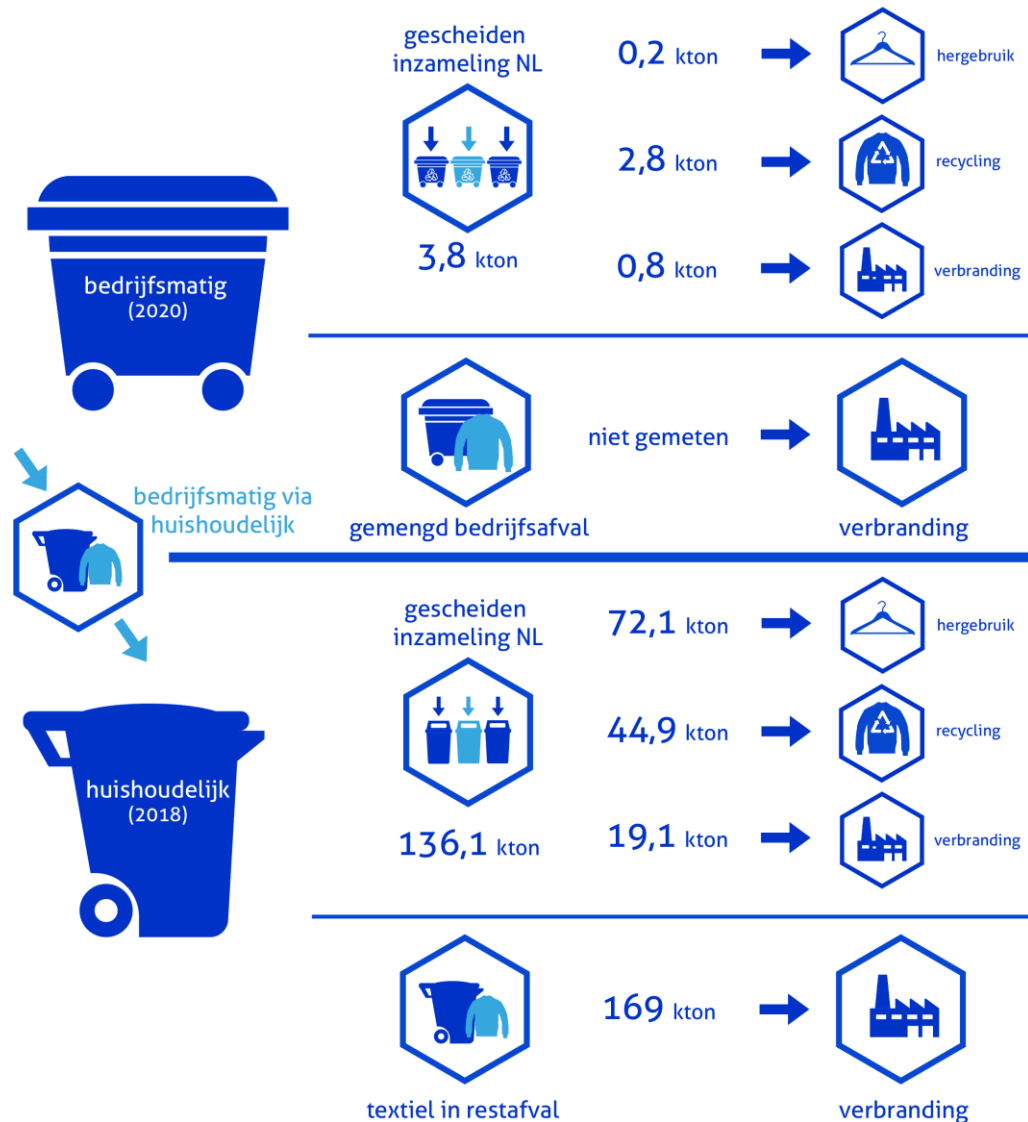 gescheiden
inzameling NL
3,8 kton
0,2 kton
hergebruik
2,8 kton
recycling
0,8 kton
verbranding
bedrijfsmatig
(2020)
gemengd bedrijfsafval
niet gemeten
verbranding
bedrijfsmatig via
huishoudelijk
gescheiden
inzameling NL
136,1 kton
72,1 kton
hergebruik
44,9 kton
recycling
19,1 kton
verbranding
huishoudelijk
(2018)
textiel in restafval
169 kton
verbranding